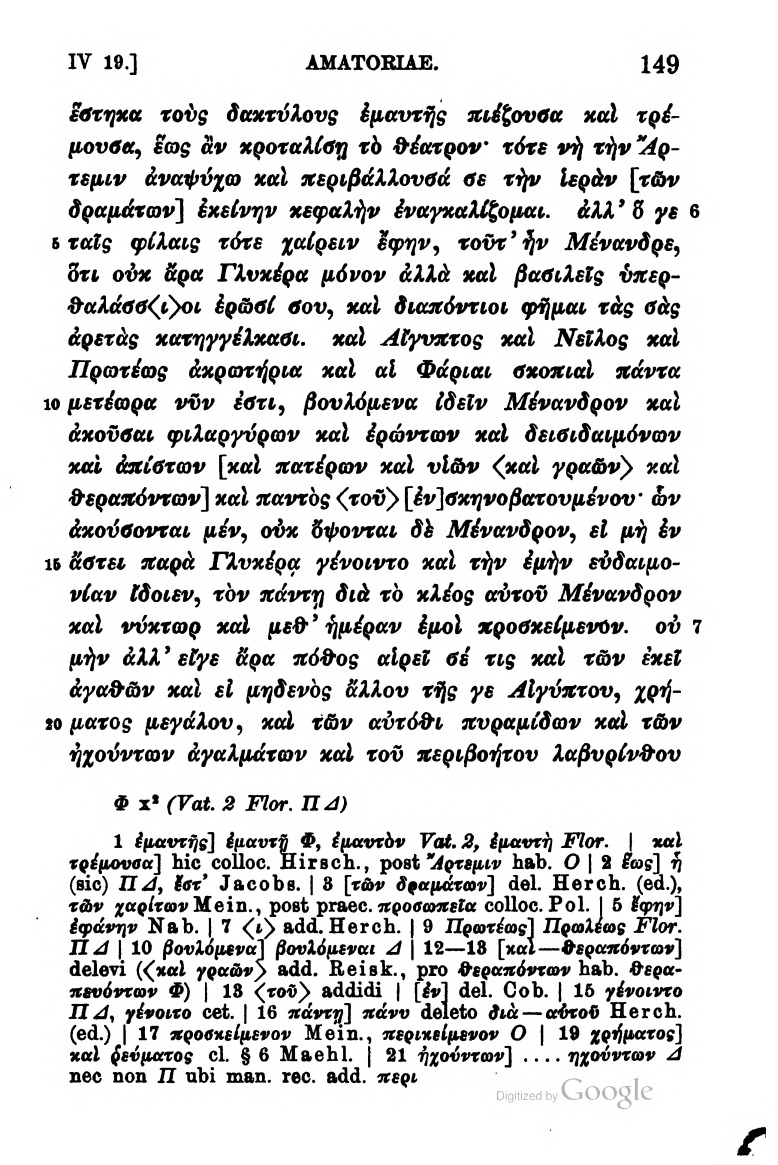 IV 19.] AMATORIAE. 149
ἕστηκα τοὺς δακτύλους ἐμαυτῆς πιέζουσα καὶ τρέ-
μουσα, ἕως ἂν κροταλίσῃ τὸ θέατρον· τότε νὴ τὴν Ἄρ-
τεμιν ἀναψύχω καὶ περιβάλλουσά σε τὴν ἱερὰν [τῶν
δραμάτων] ἐκείνην κεφαλὴν ἐναγκαλίζομαι. ἀλλ’ ὅ γε 6
5 ταῖς φίλαις τότε χαίρειν ἔφην, τοῦτ’ ἦν Μένανδρε,
ὅτι οὐκ ἄρα Γλυκέρα μόνον ἀλλὰ καὶ βασιλεῖς ὑπερ-
θαλάσσ⟨ι⟩οι ἐρῶσί σου, καὶ διαπόντιοι φῆμαι τὰς σὰς
ἀρετὰς κατηγγέλκασι. καὶ Αἴγυπτος καὶ Νεῖλος καὶ
Πρωτέως ἀκρωτήρια καὶ αἱ Φάριαι σκοπιαὶ πάντα
10 μετέωρα νῦν ἐστι, βουλόμενα ἰδεῖν Μένανδρον καὶ
ἀκοῦσαι φιλαργύρων καὶ ἐρώντων καὶ δεισιδαιμόνων
καὶ ἀπίστων [καὶ πατέρων καὶ υἱῶν ⟨καὶ γραῶν⟩ καὶ
θεραπόντων] καὶ παντὸς ⟨τοῦ⟩ [ἐν]σκηνοβατουμένου· ὧν
ἀκούσονται μέν, οὐκ ὄψονται δὲ Μένανδρον, εἰ μὴ ἐν
15 ἄστει παρὰ Γλυκέρᾳ γένοιντο καὶ τὴν ἐμὴν εὐδαιμο-
νίαν ἴδοιεν, τὸν πάντῃ διὰ τὸ κλέος αὐτοῦ Μένανδρον
καὶ νύκτωρ καὶ μεθ’ ἡμέραν ἐμοὶ προσκείμενον. οὐ 7
μὴν ἀλλ’ εἴγε ἄρα πόθος αἱρεῖ σέ τις καὶ τῶν ἐκεῖ
ἀγαθῶν καὶ εἰ μηδενὸς ἄλλου τῆς γε Αἰγύπτου, χρή-
20 ματος μεγάλου, καὶ τῶν αὐτόθι πυραμίδων καὶ τῶν
ἠχούντων ἀγαλμάτων καὶ τοῦ περιβοήτου λαβυρίνθου
Φ x² (Vat. 2 Flor. Π Δ)
1 ἐμαυτῆς] ἐμαυτῇ Φ, ἐμαυτὸν Vat. 2, ἐμαυτὴ Flor. | καὶ
τρέμουσα] hic colloc. Hirsch., post Ἄρτεμιν hab. O | 2 ἕως] ἢ
(sic) Π Δ, ἔστ’ Jacobs. | 3 [τῶν δραμάτων] del. Herch. (ed.),
τῶν χαρίτων Mein., post praec. προσωπεῖα colloc. Pol. | 5 ἔφην]
ἐφάνην Nab. | 7 ⟨ι⟩ add. Herch. | 9 Πρωτέως] Πρωλέως Flor.
Π Δ | 10 βουλόμενα] βουλόμεναι Δ | 12—13 [καὶ—θεραπόντων]
delevi (⟨καὶ γραῶν⟩ add. Reisk., pro θεραπόντων hab. θερα-
πευόντων Φ) | 13 ⟨τοῦ⟩ addidi | [ἐν] del. Cob. | 15 γένοιντο
Π Δ, γένοιτο cet. | 16 πάντῃ] πάνυ deleto διὰ—αὐτοῦ Herch.
(ed.) | 17 προσκείμενον Mein., περικείμενον O | 19 χρήματος]
καὶ ῥεύματος cl. § 6 Maehl. | 21 ἠχούντων] .... ηχούντων Δ
nec non Π ubi man. rec. add. περι
Digitized by Google